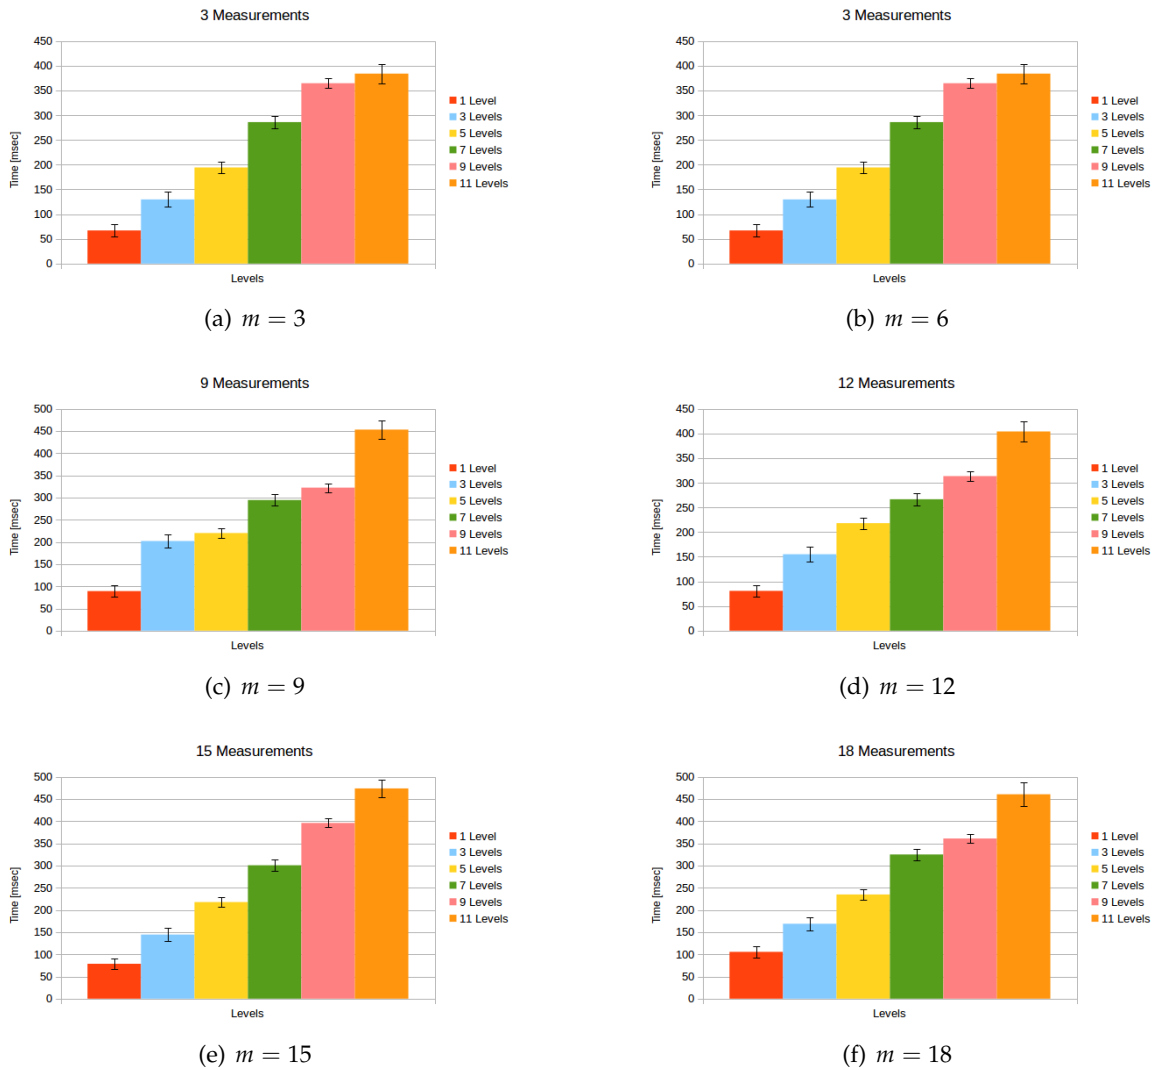 3 Measurements
450
400
350
300
250
200
150
100
50
0
Time [msec]
Levels
1 Level
3 Levels
5 Levels
7 Levels
9 Levels
11 Levels
(a) m = 3
3 Measurements
450
400
350
300
250
200
150
100
50
0
Time [msec]
Levels
1 Level
3 Levels
5 Levels
7 Levels
9 Levels
11 Levels
(b) m = 6
9 Measurements
500
450
400
350
300
250
200
150
100
50
0
Time [msec]
Levels
1 Level
3 Levels
5 Levels
7 Levels
9 Levels
11 Levels
(c) m = 9
12 Measurements
450
400
350
300
250
200
150
100
50
0
Time [msec]
Levels
1 Level
3 Levels
5 Levels
7 Levels
9 Levels
11 Levels
(d) m = 12
15 Measurements
500
450
400
350
300
250
200
150
100
50
0
Time [msec]
Levels
1 Level
3 Levels
5 Levels
7 Levels
9 Levels
11 Levels
(e) m = 15
18 Measurements
500
450
400
350
300
250
200
150
100
50
0
Time [msec]
Levels
1 Level
3 Levels
5 Levels
7 Levels
9 Levels
11 Levels
(f) m = 18